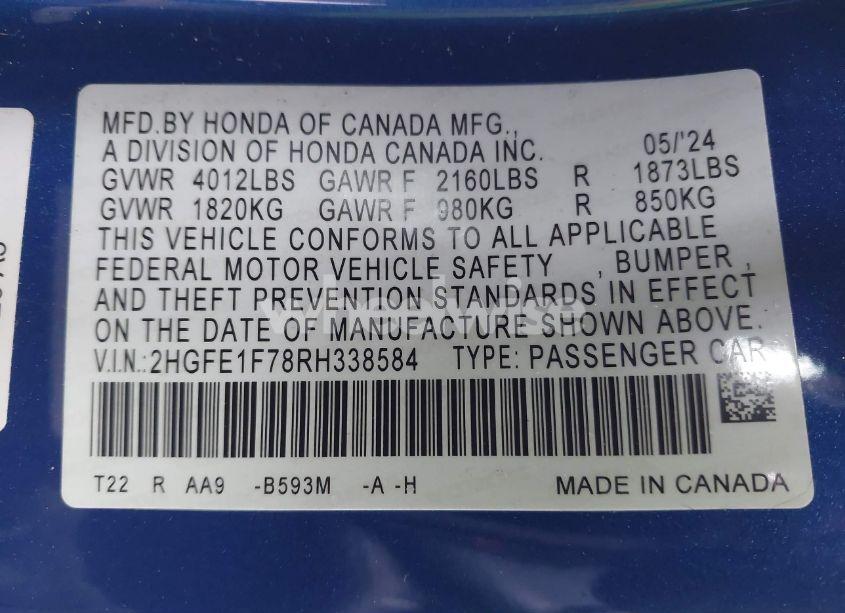 MFD.BY HONDA OF CANADA MFG.,
A DIVISION OF HONDA CANADA INC. 05/'24
GVWR 4012LBS GAWR F 2160LBS R 1873LBS
GVWR 1820KG GAWR F 980KG R 850KG
THIS VEHICLE CONFORMS TO ALL APPLICABLE
FEDERAL MOTOR VEHICLE SAFETY , BUMPER ,
AND THEFT PREVENTION STANDARDS IN EFFECT
ON THE DATE OF MANUFACTURE SHOWN ABOVE.
V.I.N.: 2HGFE1F78RH338584 TYPE: PASSENGER CAR
T22 R AA9 -B593M -A -H MADE IN CANADA